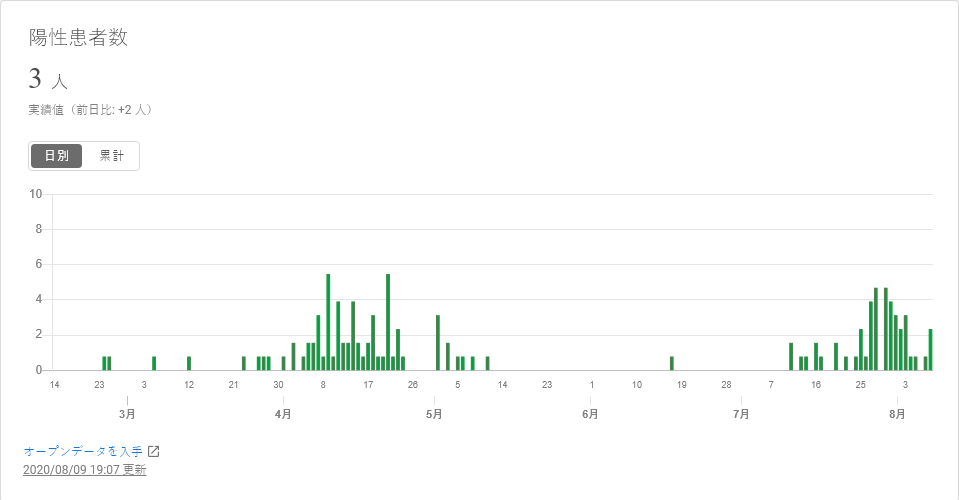 陽性患者数
3 人
実績値（前日比: +2 人）
日別 累計
10
8
6
4
2
0
14 23 3 12 21 30 8 17 26 5 14 23 1 10 19 28 7 16 25 3
3月 4月 5月 6月 7月 8月
オープンデータを入手
2020/08/09 19:07 更新